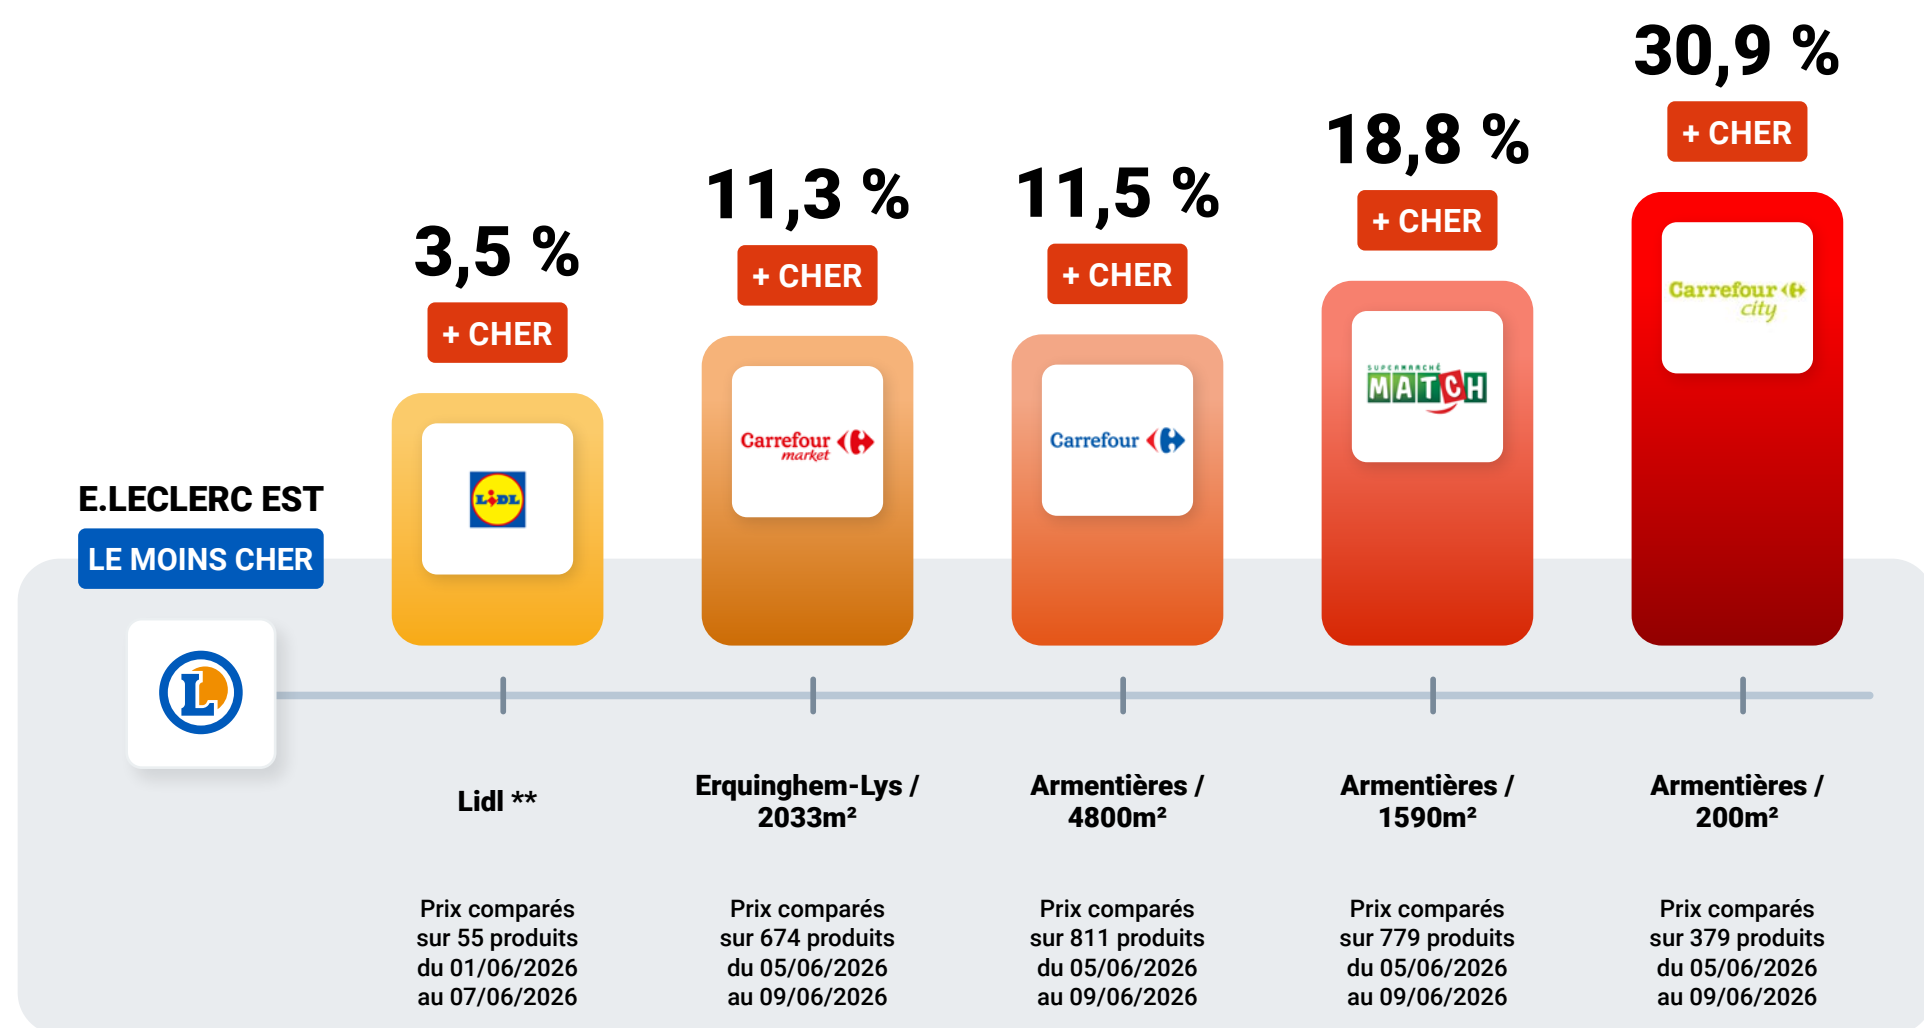 E.LECLERC EST
LE MOINS CHER
L
3,5 %
+ CHER
LiDL
Lidl **
Prix comparés
sur 55 produits
du 01/06/2026
au 07/06/2026
11,3 %
+ CHER
Carrefour
market
Erquinghem-Lys /
2033m²
Prix comparés
sur 674 produits
du 05/06/2026
au 09/06/2026
11,5 %
+ CHER
Carrefour
Armentières /
4800m²
Prix comparés
sur 811 produits
du 05/06/2026
au 09/06/2026
18,8 %
+ CHER
SUPERMARCHÉ
MATCH
Armentières /
1590m²
Prix comparés
sur 779 produits
du 05/06/2026
au 09/06/2026
30,9 %
+ CHER
Carrefour
city
Armentières /
200m²
Prix comparés
sur 379 produits
du 05/06/2026
au 09/06/2026